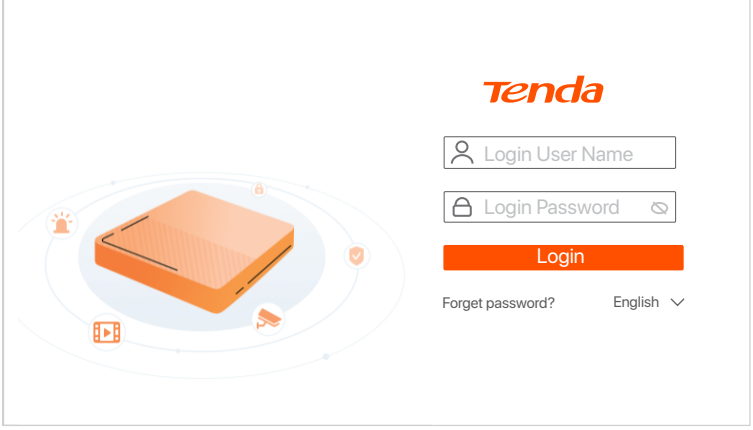 Tenda
Login User Name
Login Password
Login
Forget password?
English